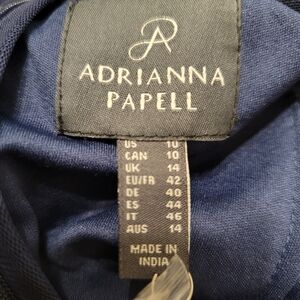 ADRIANNA
PAPELL
US 10
CAN 10
UK 14
EU/FR 42
DE 40
ES 44
IT 46
AUS 14
MADE IN
INDIA